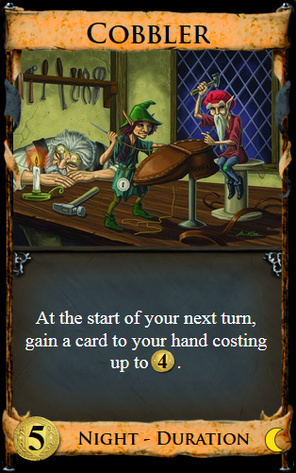 COBBLER
At the start of your next turn,
gain a card to your hand costing
up to 4.
5 NIGHT - DURATION